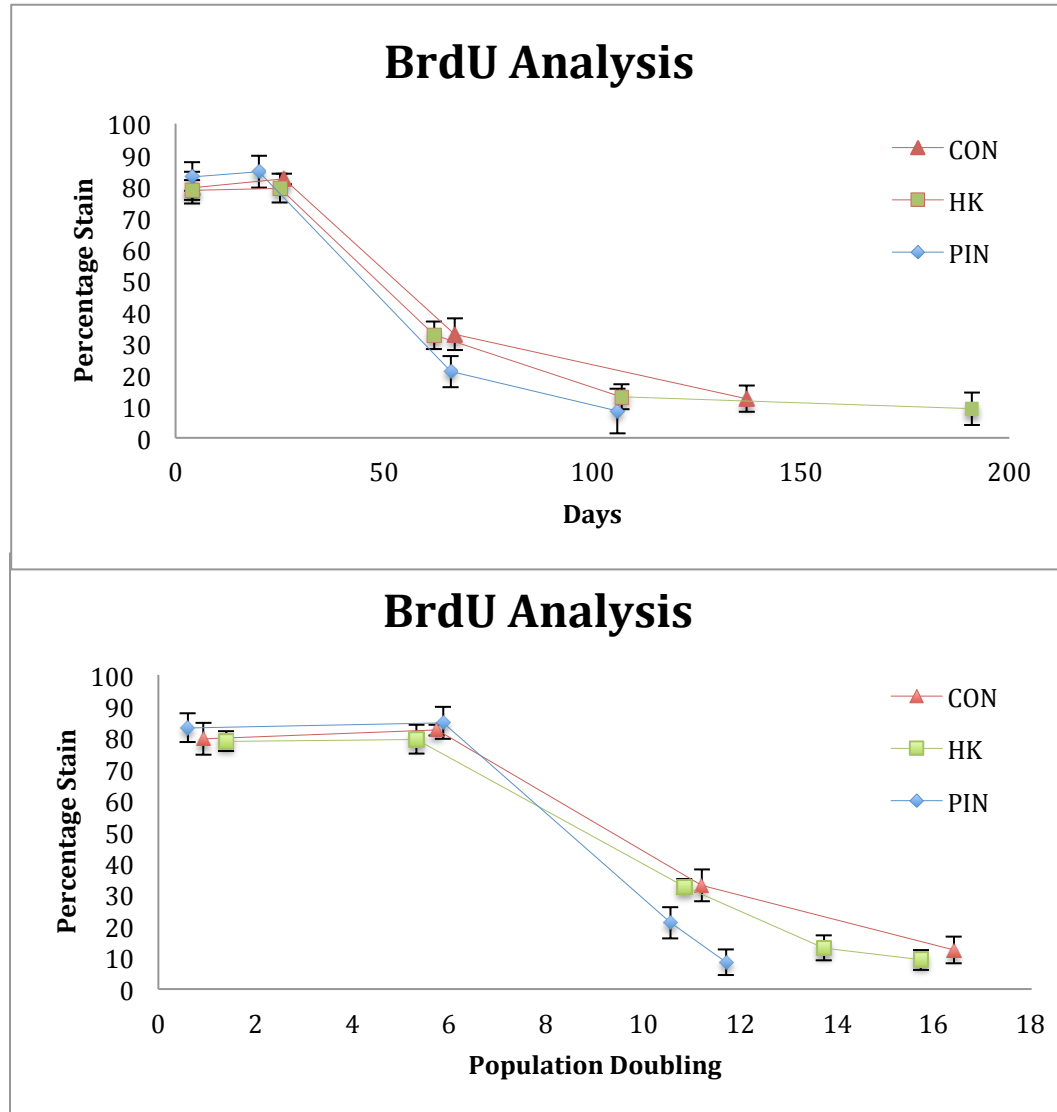 BrdU Analysis
Percentage Stain
100
90
80
70
60
50
40
30
20
10
0
0 50 100 150 200
Days
CON
HK
PIN
BrdU Analysis
Percentage Stain
100
90
80
70
60
50
40
30
20
10
0
0 2 4 6 8 10 12 14 16 18
Population Doubling
CON
HK
PIN